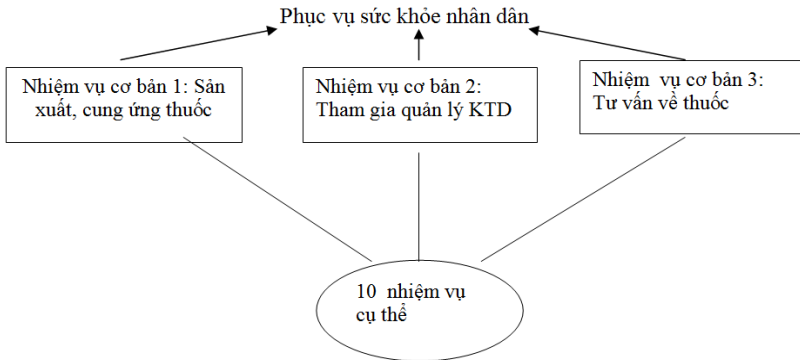 Phục vụ sức khỏe nhân dân
Nhiệm vụ cơ bản 1: Sản
xuất, cung ứng thuốc
Nhiệm vụ cơ bản 2:
Tham gia quản lý KTD
Nhiệm vụ cơ bản 3:
Tư vấn về thuốc
10 nhiệm vụ
cụ thể